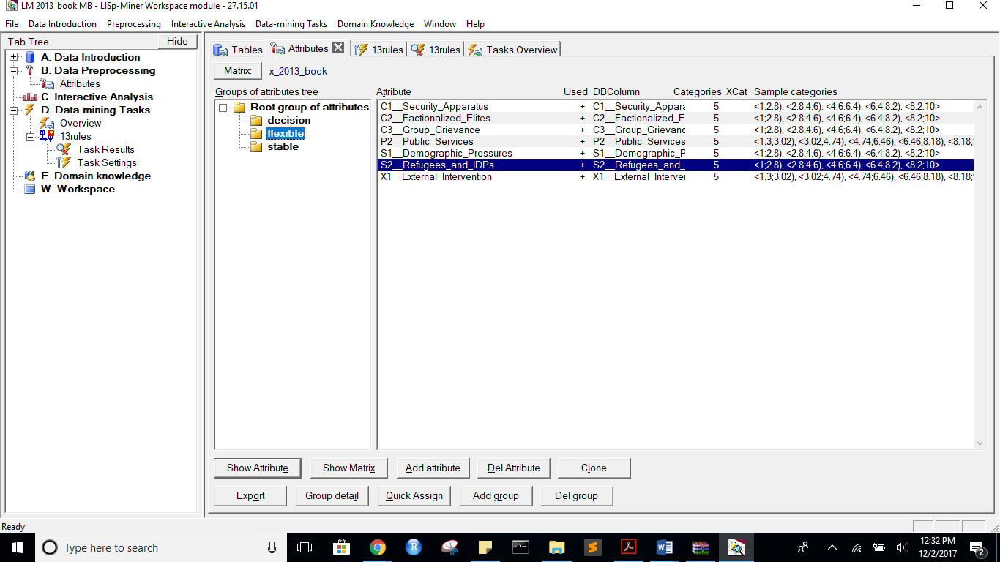 LM 2013_book MB - LISp-Miner Workspace module - 27.15.01
File Data Introduction Preprocessing Interactive Analysis Data-mining Tasks Domain Knowledge Window Help
Tab Tree Hide
A. Data Introduction
B. Data Preprocessing
Attributes
C. Interactive Analysis
D. Data-mining Tasks
Overview
13rules
Task Results
Task Settings
E. Domain knowledge
W. Workspace
Tables Attributes 13rules 13rules Tasks Overview
Matrix: x_2013_book
Groups of attributes tree
Root group of attributes
decision
flexible
stable
Attribute Used DBColumn Categories XCat Sample categories
C1__Security_Apparatus + C1__Security_Appara 5 <1;2.8), <2.8;4.6), <4.6;6.4), <6.4;8.2), <8.2;10>
C2__Factionalized_Elites + C2__Factionalized_E 5 <1;2.8), <2.8;4.6), <4.6;6.4), <6.4;8.2), <8.2;10>
C3__Group_Grievance + C3__Group_Grievanc 5 <1;2.8), <2.8;4.6), <4.6;6.4), <6.4;8.2), <8.2;10>
P2__Public_Services + P2__Public_Services 5 <1.3;3.02), <3.02;4.74), <4.74;6.46), <6.46;8.18), <8.18;
S1__Demographic_Pressures + S1__Demographic_P 5 <1;2.8), <2.8;4.6), <4.6;6.4), <6.4;8.2), <8.2;10>
S2__Refugees_and_IDPs + S2__Refugees_and_ 5 <1;2.8), <2.8;4.6), <4.6;6.4), <6.4;8.2), <8.2;10>
X1__External_Intervention + X1__External_Interver 5 <1.3;3.02), <3.02;4.74), <4.74;6.46), <6.46;8.18), <8.18;
Show Attribute Show Matrix Add attribute Del Attribute Clone
Export Group detail Quick Assign Add group Del group
Ready
Type here to search
12:32 PM
12/2/2017
2